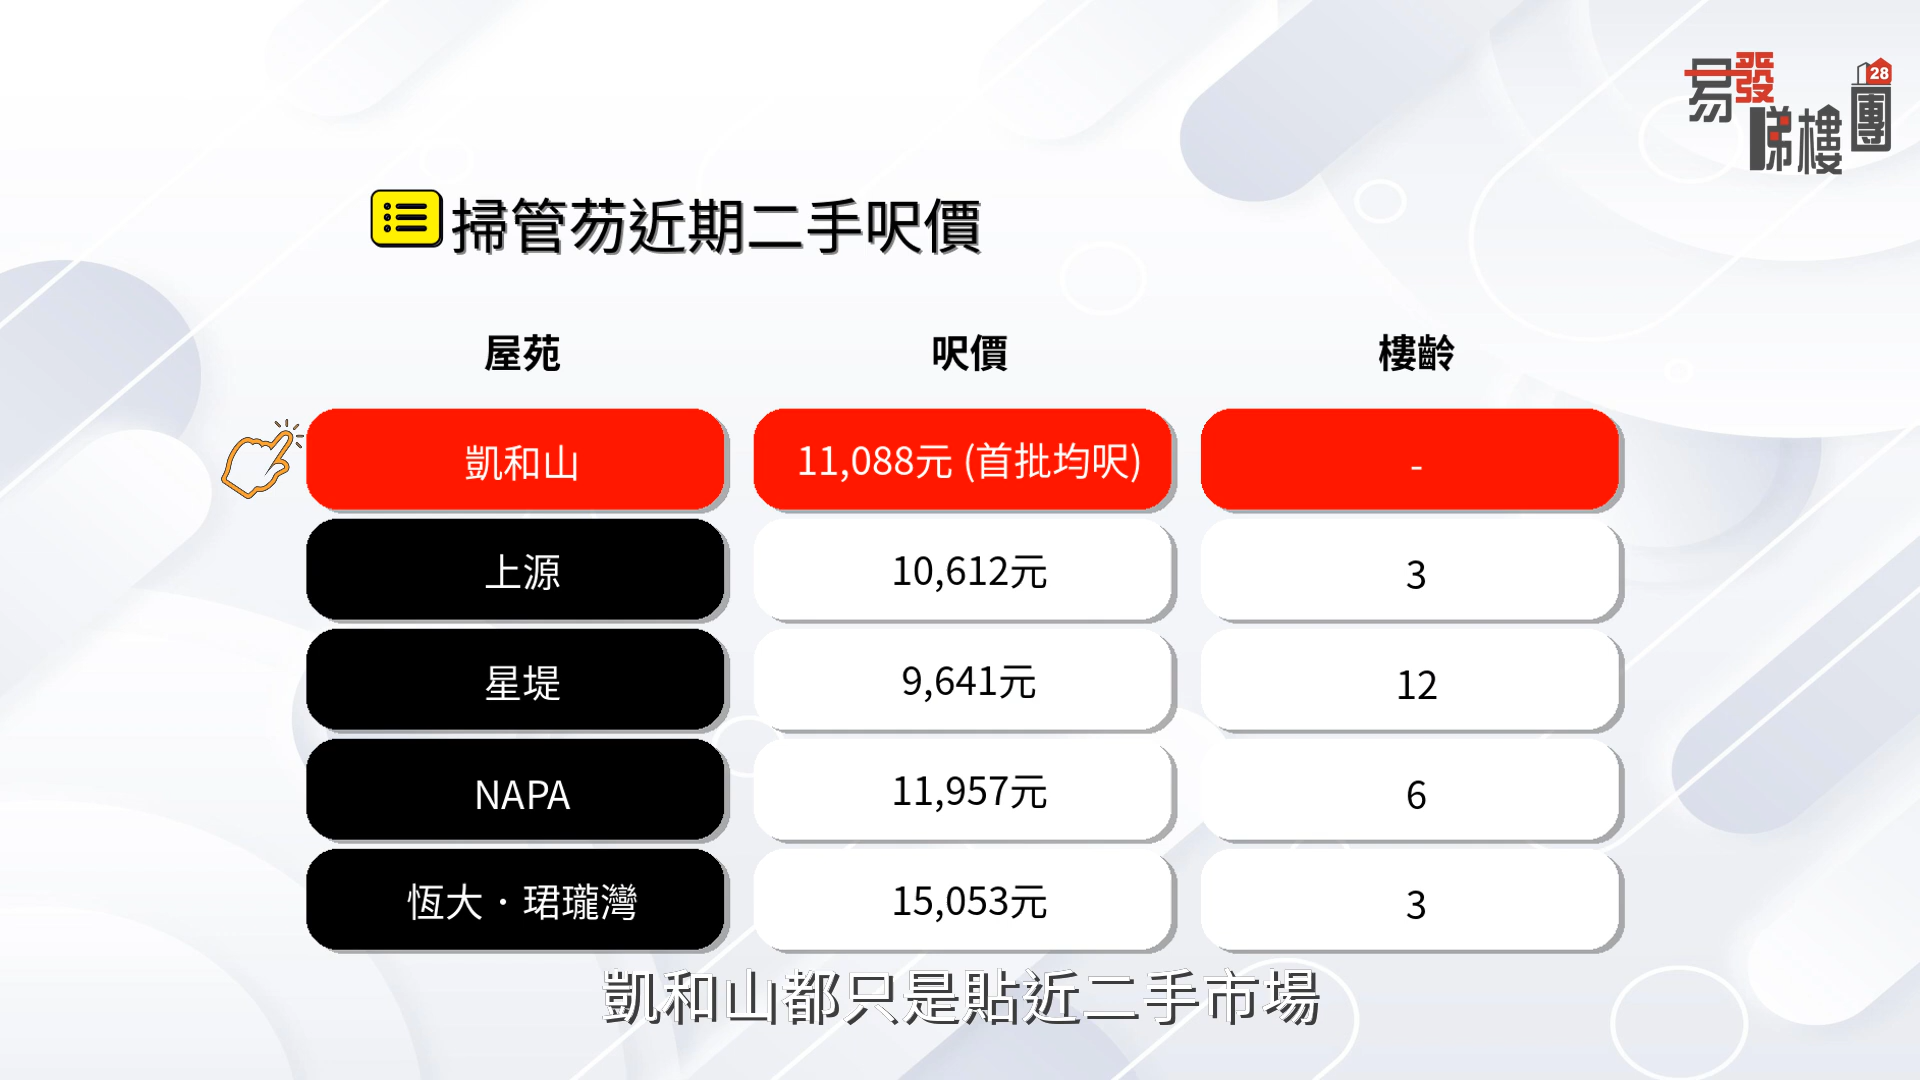 易發睇樓團 28
掃管芴近期二手呎價
屋苑 呎價 樓齡
凱和山 11,088元 (首批均呎) -
上源 10,612元 3
星堤 9,641元 12
NAPA 11,957元 6
恆大．珺瓏灣 15,053元 3
凱和山都只是貼近二手市場